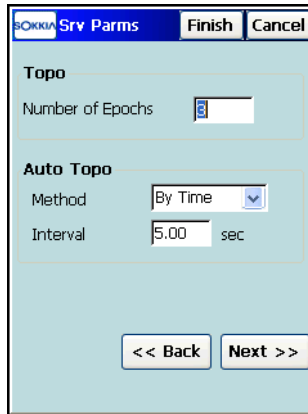 SOKKIA Srv Parms Finish Cancel
Topo
Number of Epochs 3
Auto Topo
Method By Time
Interval 5.00 sec
<< Back Next >>